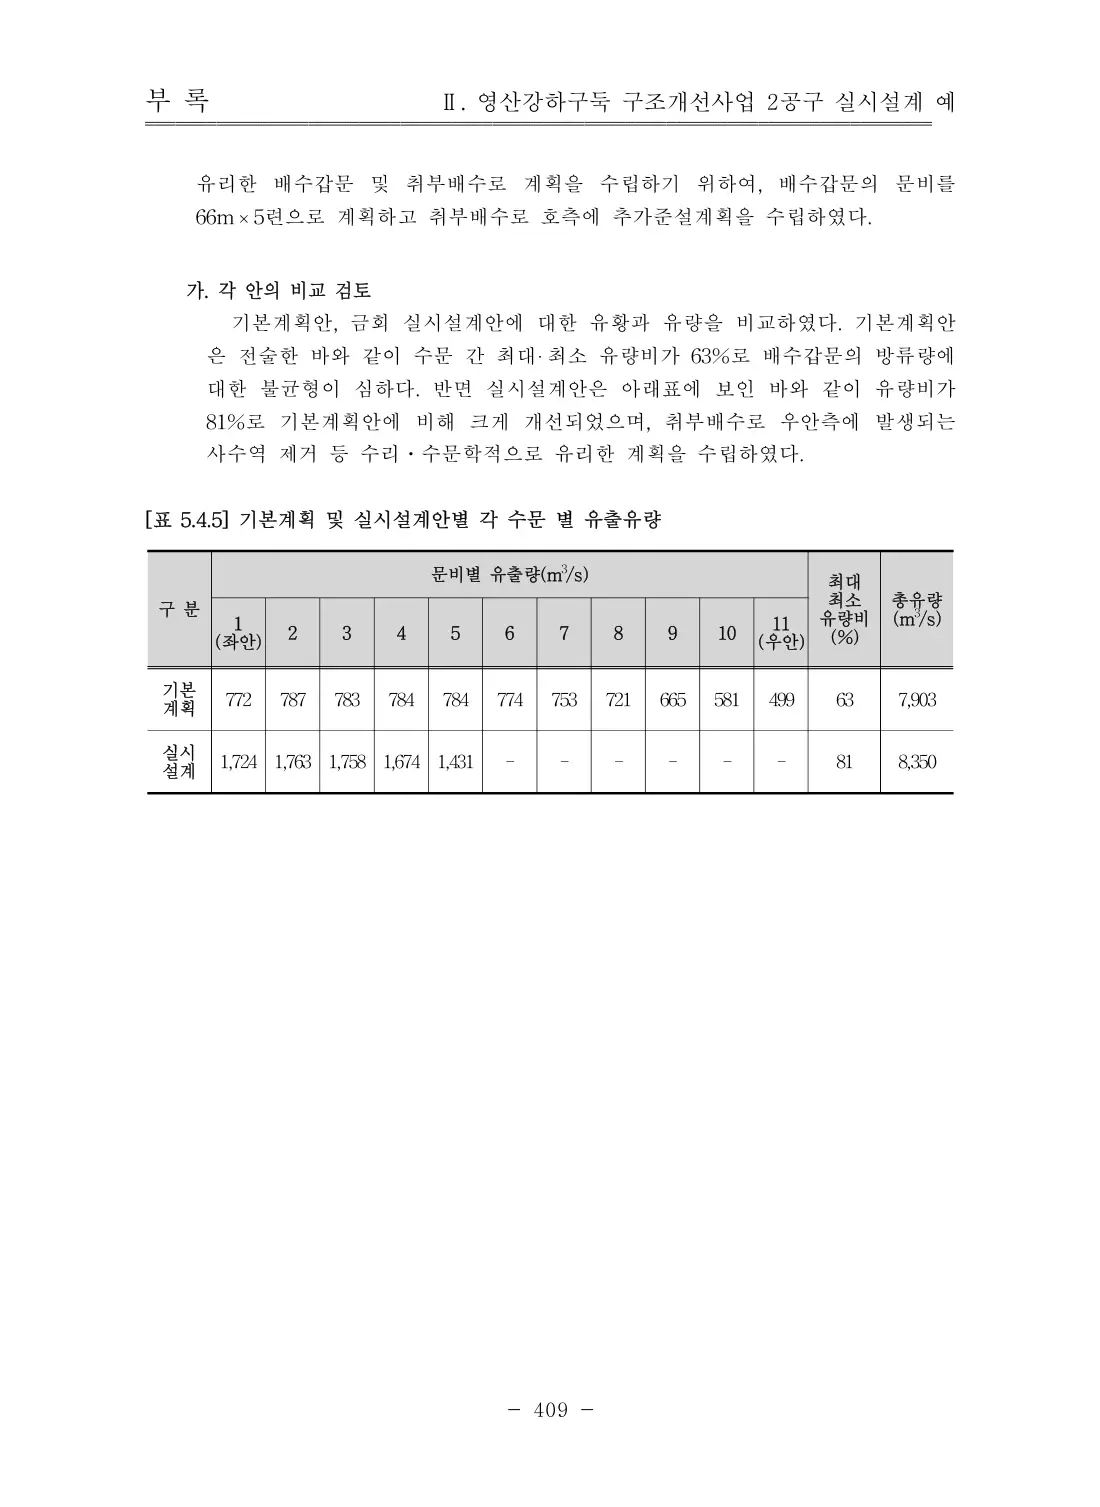 부 록
Ⅱ. 영산강하구둑 구조개선사업 2공구 실시설계 예
유리한 배수갑문 및 취부배수로 계획을 수립하기 위하여, 배수갑문의 문비를
66m×5련으로 계획하고 취부배수로 호측에 추가준설계획을 수립하였다.
가. 각 안의 비교 검토
기본계획안, 금회 실시설계안에 대한 유황과 유량을 비교하였다. 기본계획안
은 전술한 바와 같이 수문 간 최대·최소 유량비가 63%로 배수갑문의 방류량에
대한 불균형이 심하다. 반면 실시설계안은 아래표에 보인 바와 같이 유량비가
81%로 기본계획안에 비해 크게 개선되었으며, 취부배수로 우안측에 발생되는
사수역 제거 등 수리・수문학적으로 유리한 계획을 수립하였다.
[표 5.4.5] 기본계획 및 실시설계안별 각 수문 별 유출유량
구 분 문비별 유출량(m³/s) 최대 최소 유량비 (%) 총유량 (m³/s)
1 (좌안) 2 3 4 5 6 7 8 9 10 11 (우안)
기본 계획 772 787 783 784 784 774 753 721 665 581 499 63 7,903
실시 설계 1,724 1,763 1,758 1,674 1,431 - - - - - - 81 8,350
- 409 -